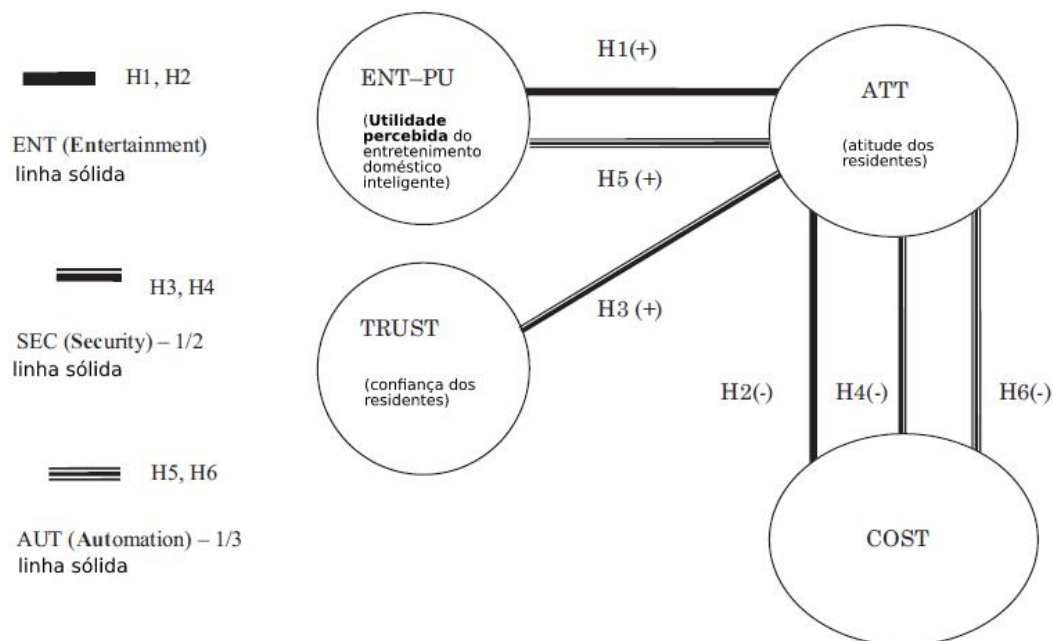 H1, H2
ENT (Entertainment)
linha sólida
H3, H4
SEC (Security) – 1/2
linha sólida
H5, H6
AUT (Automation) – 1/3
linha sólida
ENT–PU
(Utilidade
percebida do
entretenimento
doméstico
inteligente)
H1(+)
H5 (+)
ATT
(atitude dos
residentes)
TRUST
(confiança dos
residentes)
H3 (+)
H2(-)
H4(-)
H6(-)
COST